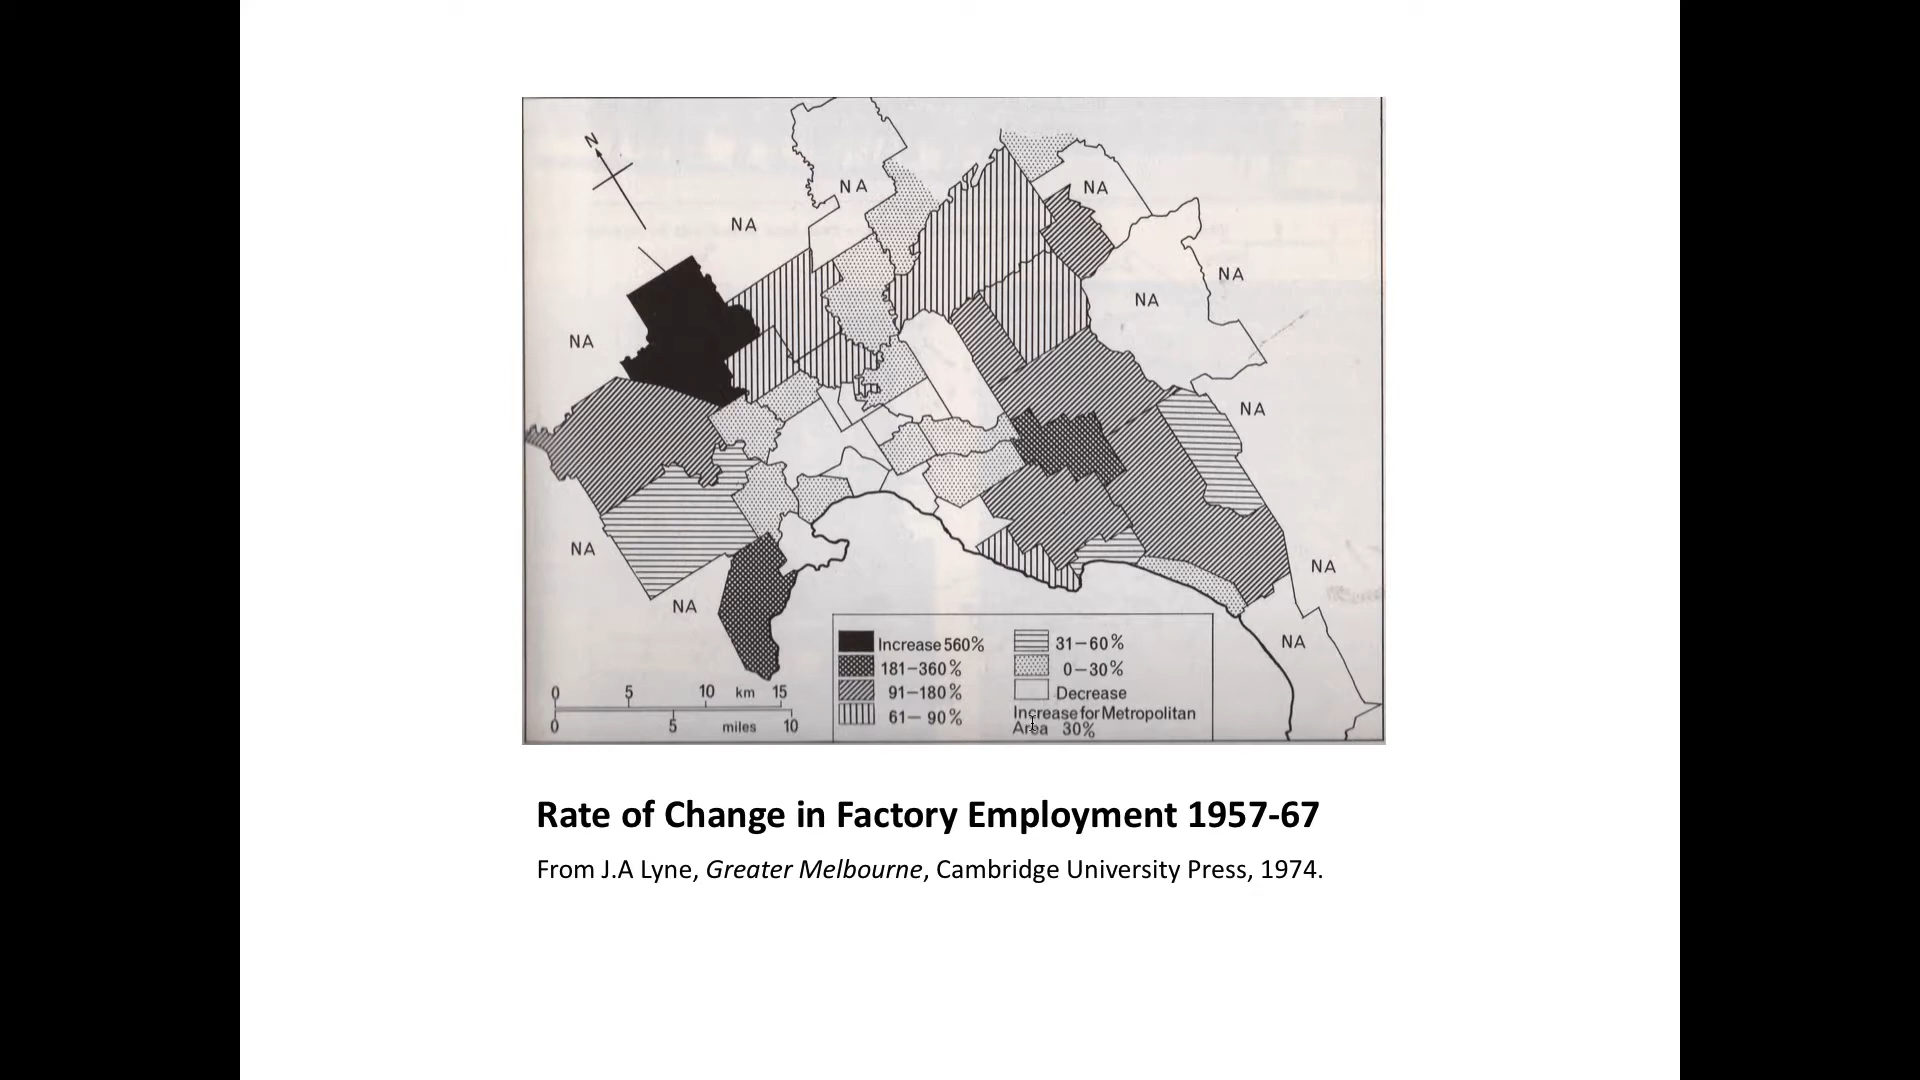 N
NA
NA
NA
NA
NA
NA
NA
NA
NA
NA
NA
NA
0 5 10 km 15
0 5 miles 10
Increase 560%
181–360%
91–180%
61– 90%
31–60%
0–30%
Decrease
Increase for Metropolitan
Area 30%
Rate of Change in Factory Employment 1957-67
From J.A Lyne, Greater Melbourne, Cambridge University Press, 1974.